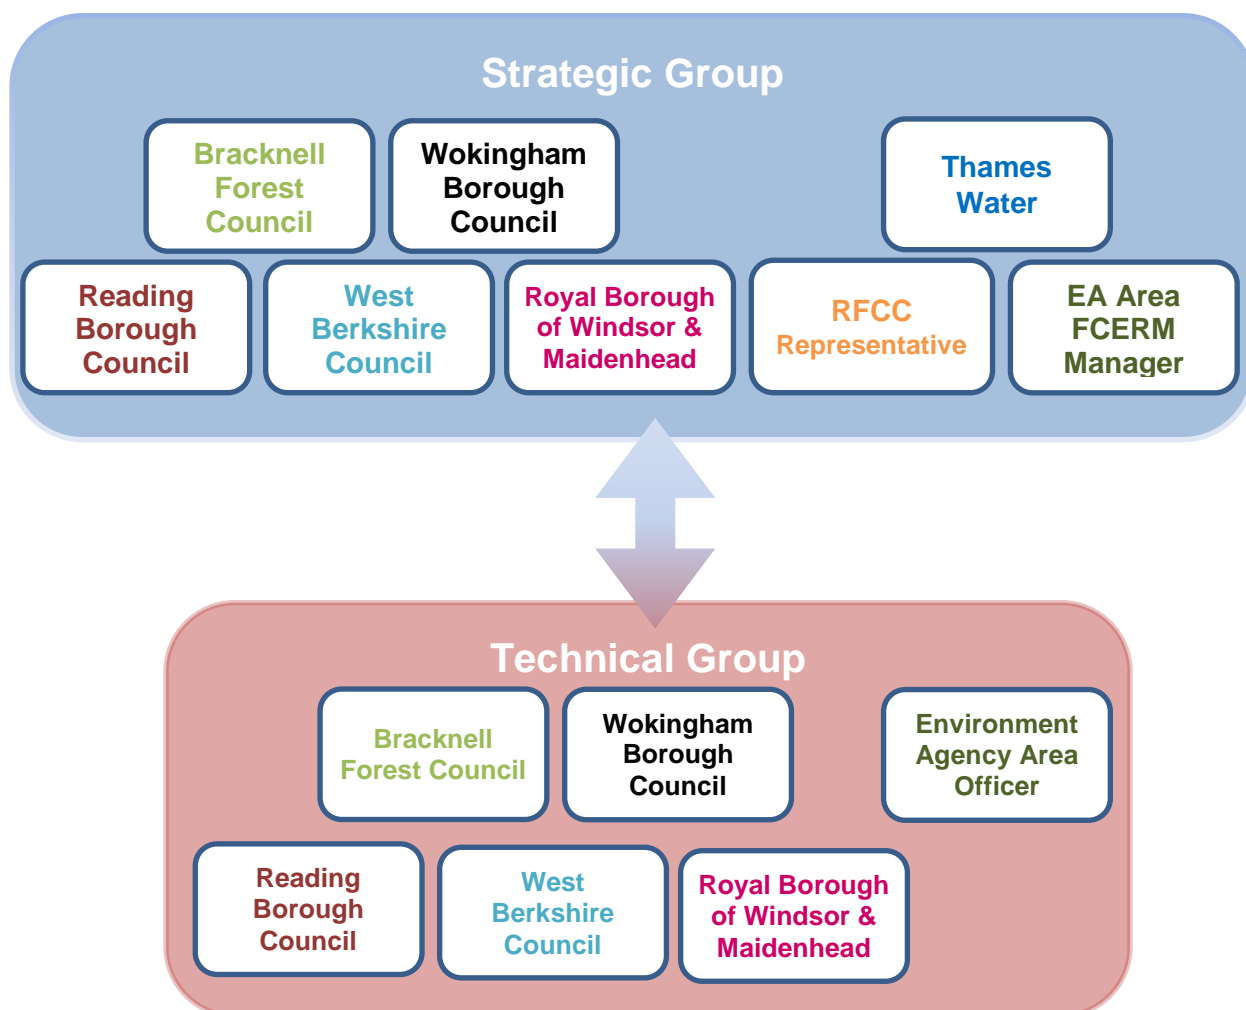 Strategic Group
Bracknell
Forest
Council
Wokingham
Borough
Council
Thames
Water
Reading
Borough
Council
West
Berkshire
Council
Royal Borough
of Windsor &
Maidenhead
RFCC
Representative
EA Area
FCERM
Manager
Technical Group
Bracknell
Forest Council
Wokingham
Borough
Council
Environment
Agency Area
Officer
Reading
Borough
Council
West
Berkshire
Council
Royal Borough
of Windsor &
Maidenhead